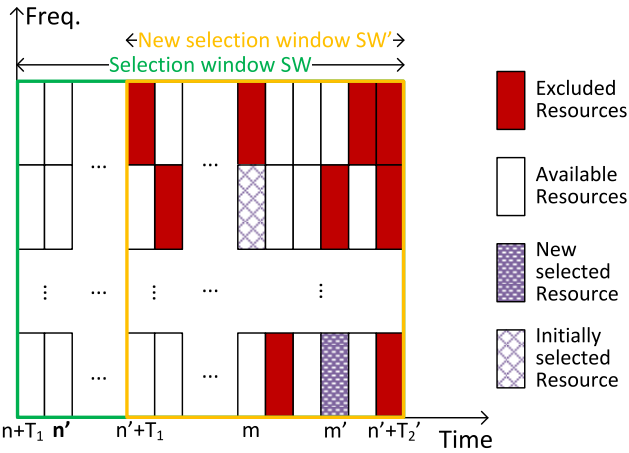 Freq.
New selection window SW'
Selection window SW
Excluded
Resources
...
...
Available
Resources
New
selected
Resource
⋮
...
⋮
...
⋮
Initially
selected
Resource
...
...
n+T₁
n'
n'+T₁
m
m'
n'+T₂'
Time